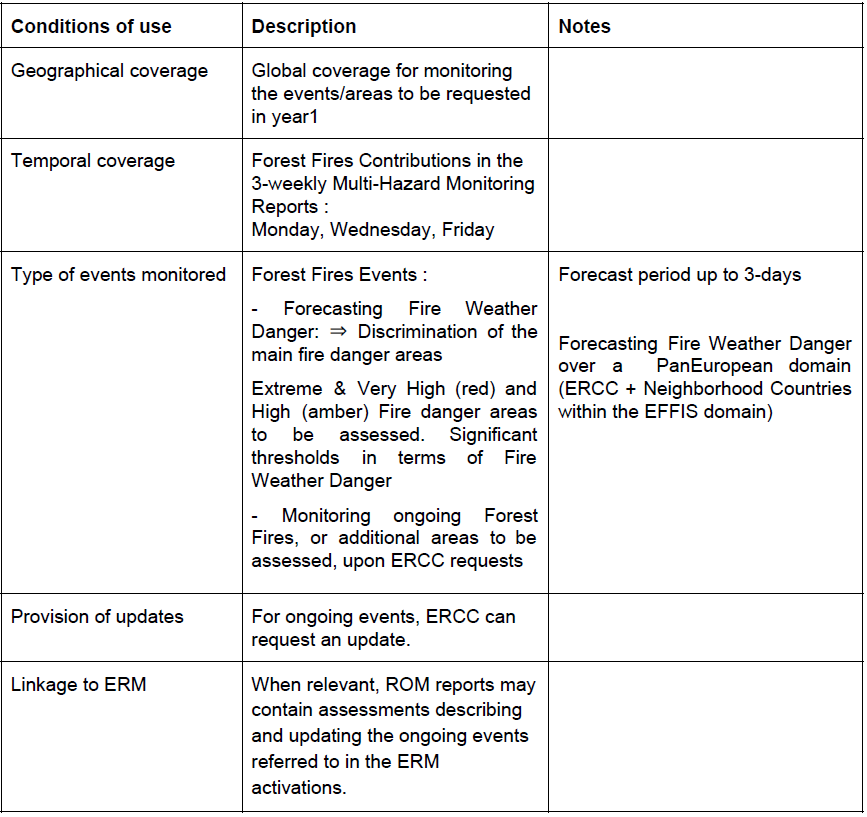 Conditions of use
Description
Notes
Geographical coverage
Global coverage for monitoring
the events/areas to be requested
in year1
Temporal coverage
Forest Fires Contributions in the
3-weekly Multi-Hazard Monitoring
Reports :
Monday, Wednesday, Friday
Type of events monitored
Forest Fires Events :
- Forecasting Fire Weather
Danger: ⇒ Discrimination of the
main fire danger areas
Extreme & Very High (red) and
High (amber) Fire danger areas
to be assessed. Significant
thresholds in terms of Fire
Weather Danger
- Monitoring ongoing Forest
Fires, or additional areas to be
assessed, upon ERCC requests
Forecast period up to 3-days
Forecasting Fire Weather Danger
over a PanEuropean domain
(ERCC + Neighborhood Countries
within the EFFIS domain)
Provision of updates
For ongoing events, ERCC can
request an update.
Linkage to ERM
When relevant, ROM reports may
contain assessments describing
and updating the ongoing events
referred to in the ERM
activations.